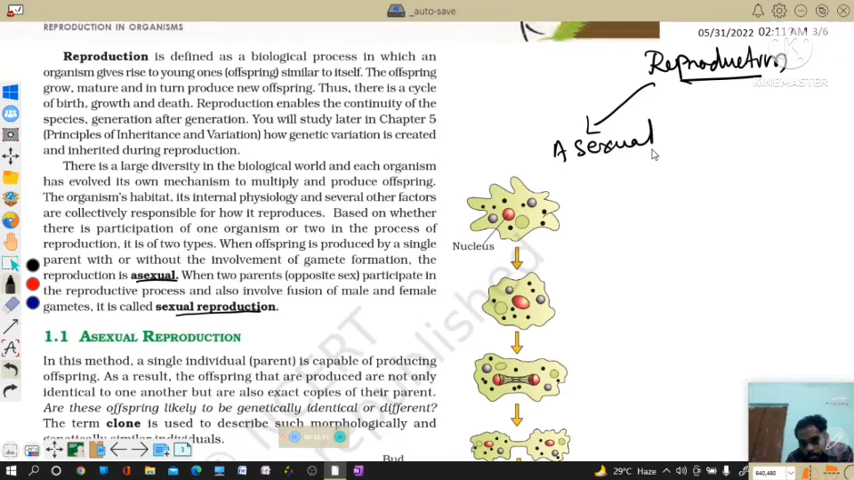 _auto-save
REPRODUCTION IN ORGANISMS
05/31/2022 02:11 AM 3/6
KINEMASTER
Reproduction
Asexual
Reproduction is defined as a biological process in which an
organism gives rise to young ones (offspring) similar to itself. The offspring
grow, mature and in turn produce new offspring. Thus, there is a cycle
of birth, growth and death. Reproduction enables the continuity of the
species, generation after generation. You will study later in Chapter 5
(Principles of Inheritance and Variation) how genetic variation is created
and inherited during reproduction.
There is a large diversity in the biological world and each organism
has evolved its own mechanism to multiply and produce offspring.
The organism's habitat, its internal physiology and several other factors
are collectively responsible for how it reproduces. Based on whether
there is participation of one organism or two in the process of
reproduction, it is of two types. When offspring is produced by a single
parent with or without the involvement of gamete formation, the
reproduction is asexual. When two parents (opposite sex) participate in
the reproductive process and also involve fusion of male and female
gametes, it is called sexual reproduction.
Nucleus
1.1 ASEXUAL REPRODUCTION
In this method, a single individual (parent) is capable of producing
offspring. As a result, the offspring that are produced are not only
identical to one another but are also exact copies of their parent.
Are these offspring likely to be genetically identical or different?
The term clone is used to describe such morphologically and
genetically similar individuals.
Bud
© NCERT
republished
29°C Haze
640,480